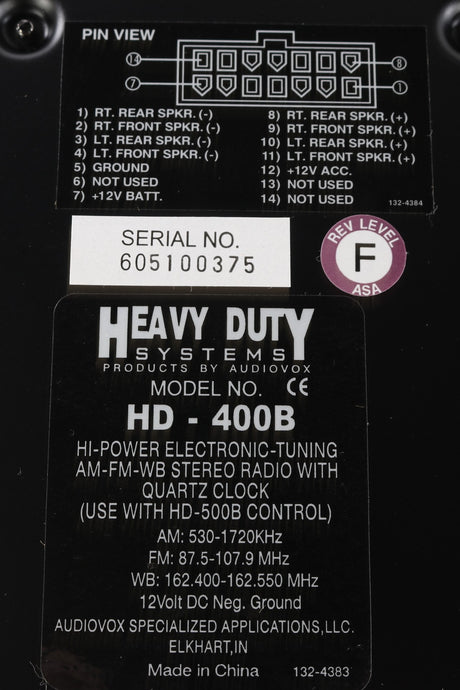 PIN VIEW
14
8
7
1
1) RT. REAR SPKR. (-)
2) RT. FRONT SPKR. (-)
3) LT. REAR SPKR. (-)
4) LT. FRONT SPKR. (-)
5) GROUND
6) NOT USED
7) +12V BATT.
8) RT. REAR SPKR. (+)
9) RT. FRONT SPKR. (+)
10) LT. REAR SPKR. (+)
11) LT. FRONT SPKR. (+)
12) +12V ACC.
13) NOT USED
14) NOT USED
132-4384
SERIAL NO.
605100375
REV LEVEL
F
ASA
HEAVY DUTY
SYSTEMS
PRODUCTS BY AUDIOVOX
MODEL NO. CE
HD - 400B
HI-POWER ELECTRONIC-TUNING
AM-FM-WB STEREO RADIO WITH
QUARTZ CLOCK
(USE WITH HD-500B CONTROL)
AM: 530-1720KHz
FM: 87.5-107.9 MHz
WB: 162.400-162.550 MHz
12Volt DC Neg. Ground
AUDIOVOX SPECIALIZED APPLICATIONS,LLC.
ELKHART,IN
Made in China
132-4383